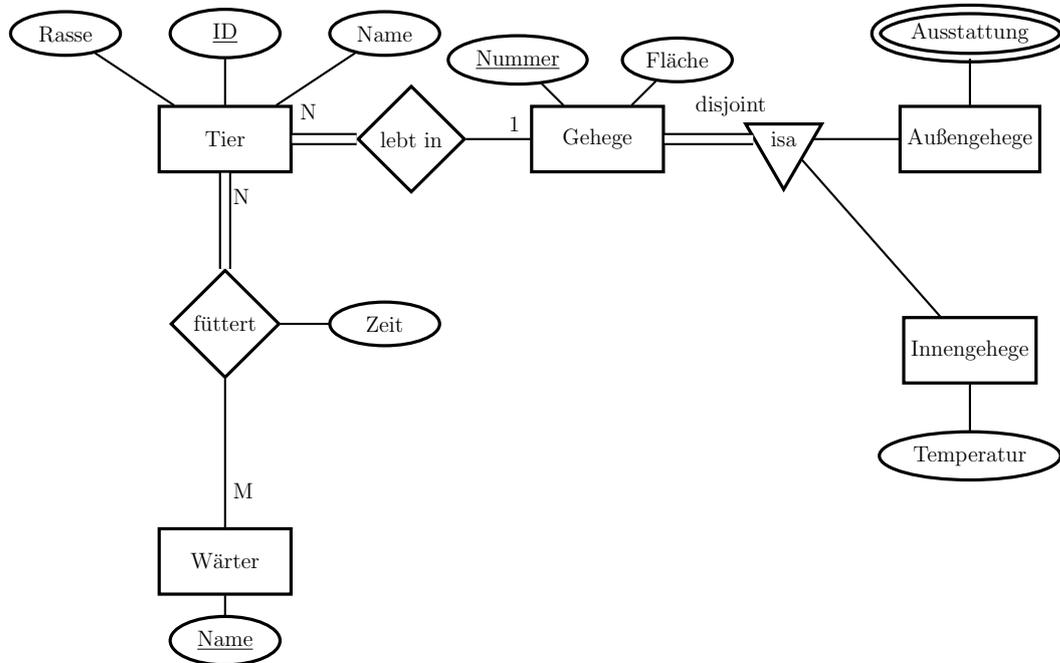 Rasse
ID
Name
Nummer
Fläche
Ausstattung
disjoint
N
1
Tier
lebt in
Gehege
isa
Außengehege
N
füttert
Zeit
Innengehege
Temperatur
M
Wärter
Name